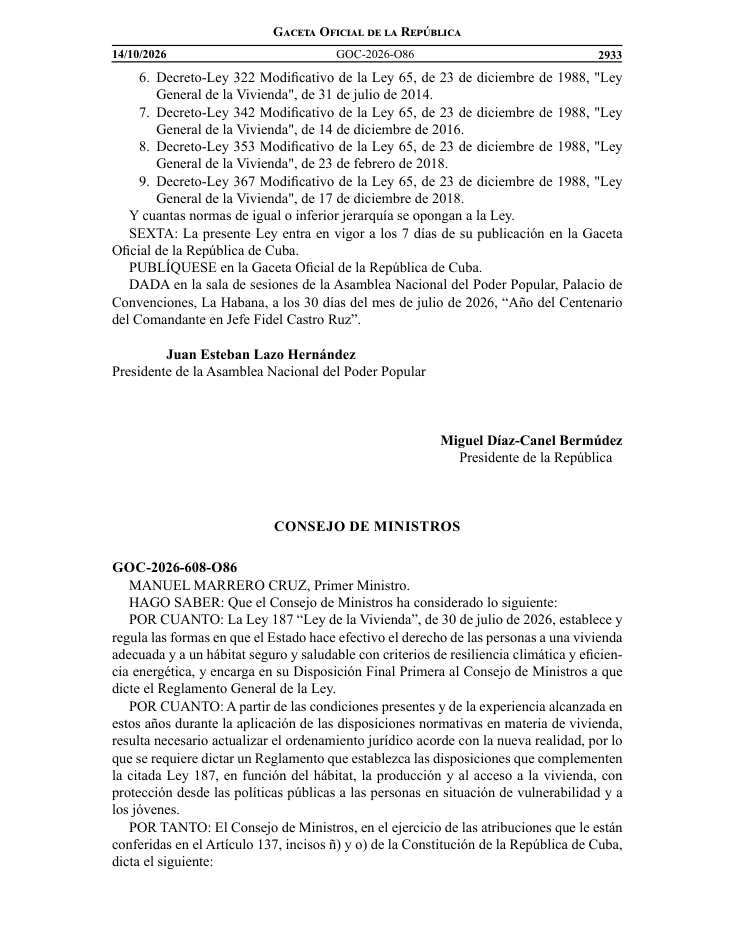 Gaceta Oficial de la República
14/10/2026 GOC-2026-O86 2933
6. Decreto-Ley 322 Modificativo de la Ley 65, de 23 de diciembre de 1988, "Ley
General de la Vivienda", de 31 de julio de 2014.
7. Decreto-Ley 342 Modificativo de la Ley 65, de 23 de diciembre de 1988, "Ley
General de la Vivienda", de 14 de diciembre de 2016.
8. Decreto-Ley 353 Modificativo de la Ley 65, de 23 de diciembre de 1988, "Ley
General de la Vivienda", de 23 de febrero de 2018.
9. Decreto-Ley 367 Modificativo de la Ley 65, de 23 de diciembre de 1988, "Ley
General de la Vivienda", de 17 de diciembre de 2018.
Y cuantas normas de igual o inferior jerarquía se opongan a la Ley.
SEXTA: La presente Ley entra en vigor a los 7 días de su publicación en la Gaceta
Oficial de la República de Cuba.
PUBLÍQUESE en la Gaceta Oficial de la República de Cuba.
DADA en la sala de sesiones de la Asamblea Nacional del Poder Popular, Palacio de
Convenciones, La Habana, a los 30 días del mes de julio de 2026, “Año del Centenario
del Comandante en Jefe Fidel Castro Ruz”.
Juan Esteban Lazo Hernández
Presidente de la Asamblea Nacional del Poder Popular
Miguel Díaz-Canel Bermúdez
Presidente de la República
CONSEJO DE MINISTROS
GOC-2026-608-O86
MANUEL MARRERO CRUZ, Primer Ministro.
HAGO SABER: Que el Consejo de Ministros ha considerado lo siguiente:
POR CUANTO: La Ley 187 “Ley de la Vivienda”, de 30 de julio de 2026, establece y
regula las formas en que el Estado hace efectivo el derecho de las personas a una vivienda
adecuada y a un hábitat seguro y saludable con criterios de resiliencia climática y eficien-
cia energética, y encarga en su Disposición Final Primera al Consejo de Ministros a que
dicte el Reglamento General de la Ley.
POR CUANTO: A partir de las condiciones presentes y de la experiencia alcanzada en
estos años durante la aplicación de las disposiciones normativas en materia de vivienda,
resulta necesario actualizar el ordenamiento jurídico acorde con la nueva realidad, por lo
que se requiere dictar un Reglamento que establezca las disposiciones que complementen
la citada Ley 187, en función del hábitat, la producción y al acceso a la vivienda, con
protección desde las políticas públicas a las personas en situación de vulnerabilidad y a
los jóvenes.
POR TANTO: El Consejo de Ministros, en el ejercicio de las atribuciones que le están
conferidas en el Artículo 137, incisos ñ) y o) de la Constitución de la República de Cuba,
dicta el siguiente: